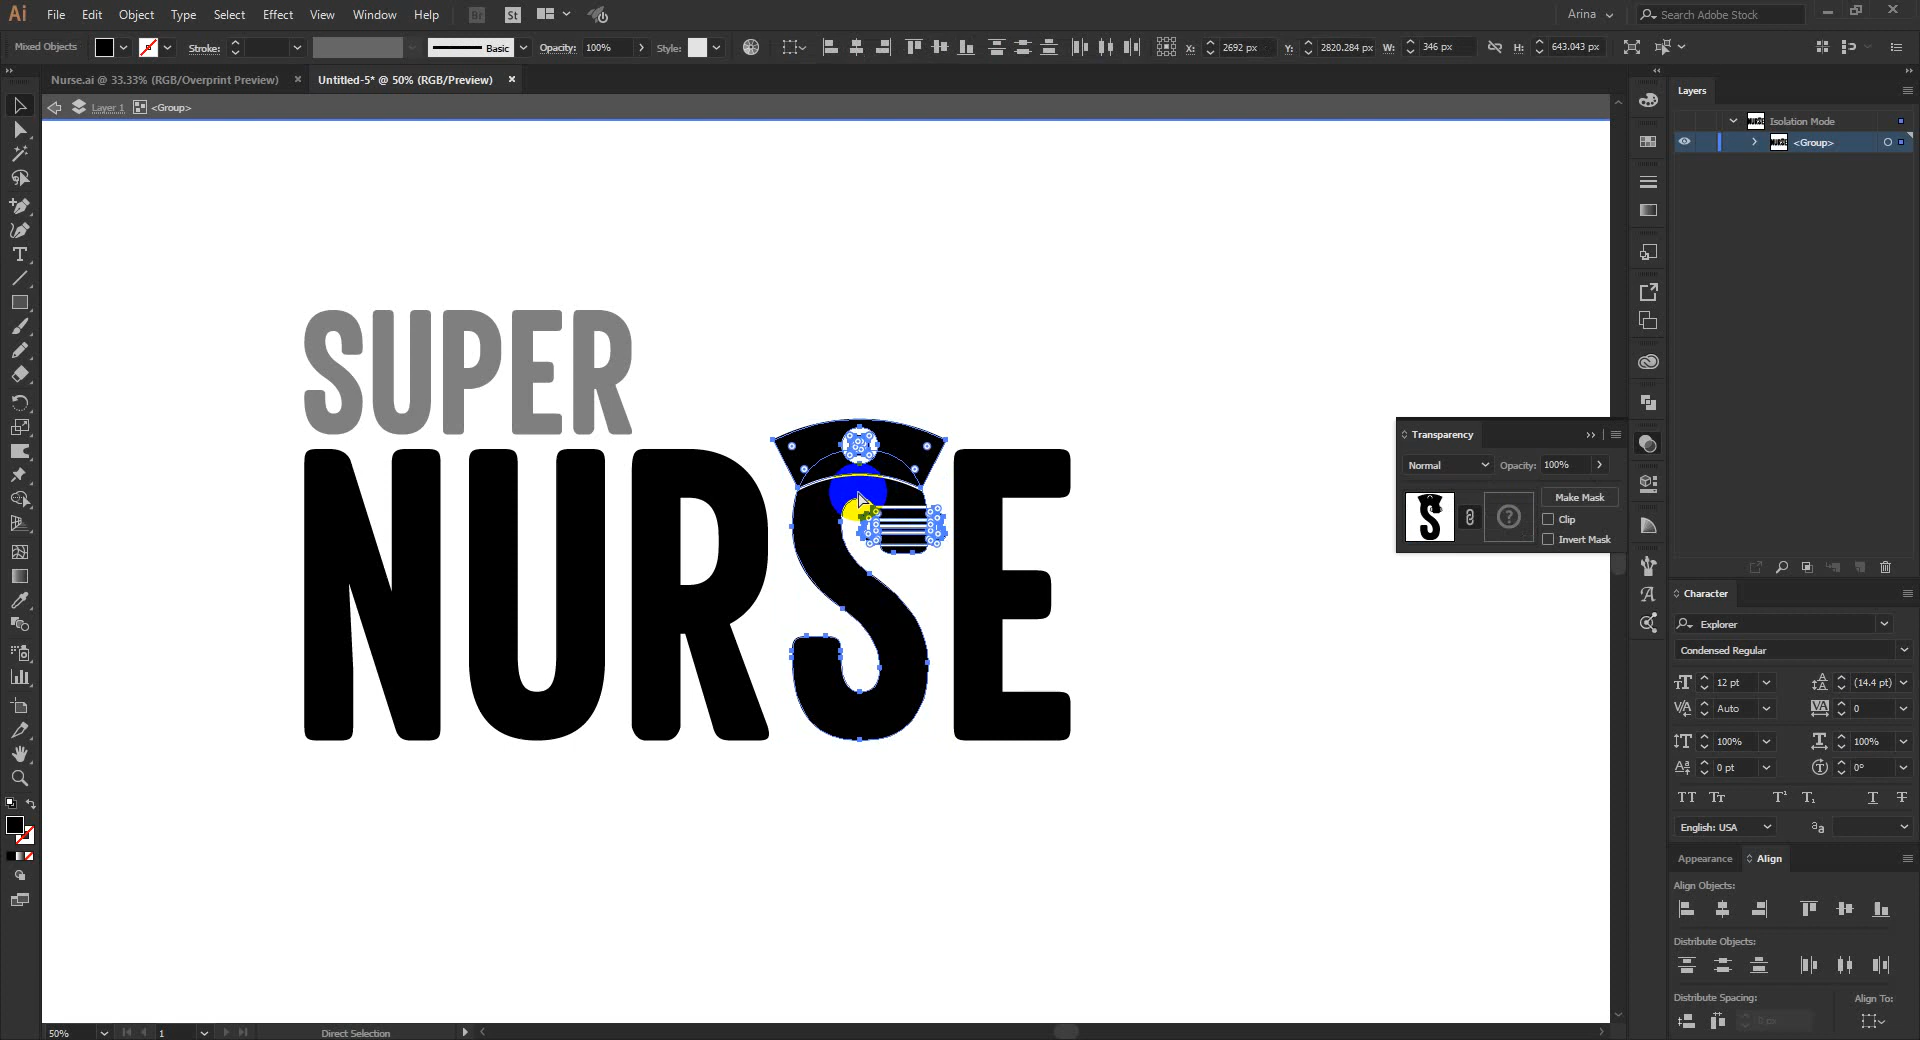 Ai File Edit Object Type Select Effect View Window Help Br St Arina Search Adobe Stock
Mixed Objects Stroke: Basic Opacity: 100% Style: X: 2692 px Y: 2820.284 px W: 346 px H: 643.043 px
Nurse.ai @ 33.33% (RGB/Overprint Preview) × Untitled-5* @ 50% (RGB/Preview) ×
Layer 1 <Group>
Layers
Isolation Mode
<Group>
SUPER
NURSE
Transparency
Normal Opacity: 100%
Make Mask
Clip
Invert Mask
Character
Explorer
Condensed Regular
12 pt (14.4 pt)
Auto 0
100% 100%
0 pt 0°
English: USA
Appearance Align
Align Objects:
Distribute Objects:
Distribute Spacing: Align To:
50% 1 Direct Selection